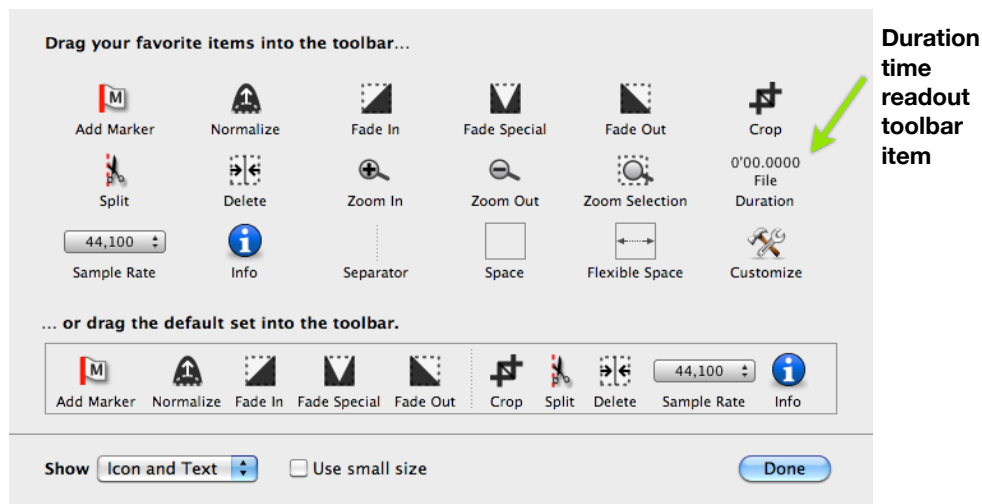 Drag your favorite items into the toolbar...
Duration
time
readout
toolbar
item
M
Add Marker Normalize Fade In Fade Special Fade Out Crop
0'00.0000
File
Split Delete Zoom In Zoom Out Zoom Selection Duration
44,100
Sample Rate Info Separator Space Flexible Space Customize
... or drag the default set into the toolbar.
M
44,100
Add Marker Normalize Fade In Fade Special Fade Out Crop Split Delete Sample Rate Info
Show Icon and Text Use small size Done